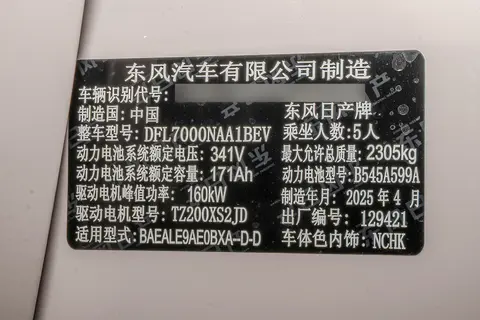 东风汽车有限公司制造
车辆识别代号:
制造国:中国 东风日产牌
整车型号:DFL7000NAA1BEV 乘坐人数:5人
动力电池系统额定电压:341V 最大允许总质量:2305kg
动力电池系统额定容量:171Ah 动力电池型号:B545A599A
驱动电机峰值功率:160kW 制造年月:2025年4月
驱动电机型号:TZ200XS2JD 出厂编号:129421
适用型式:BAEALE9AE0BXA-D-D 车体色内饰:NCHK